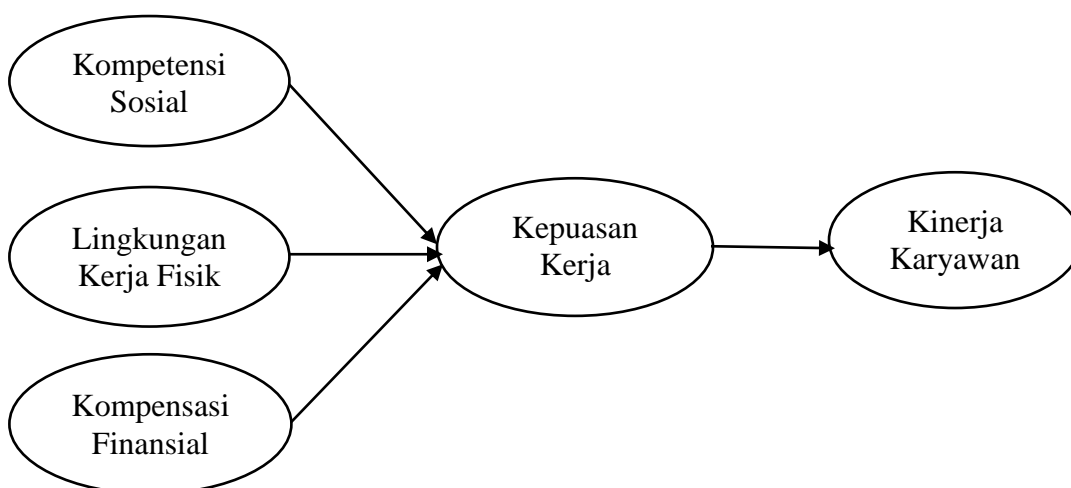 Kompetensi
Sosial
Lingkungan
Kerja Fisik
Kompensasi
Finansial
Kepuasan
Kerja
Kinerja
Karyawan